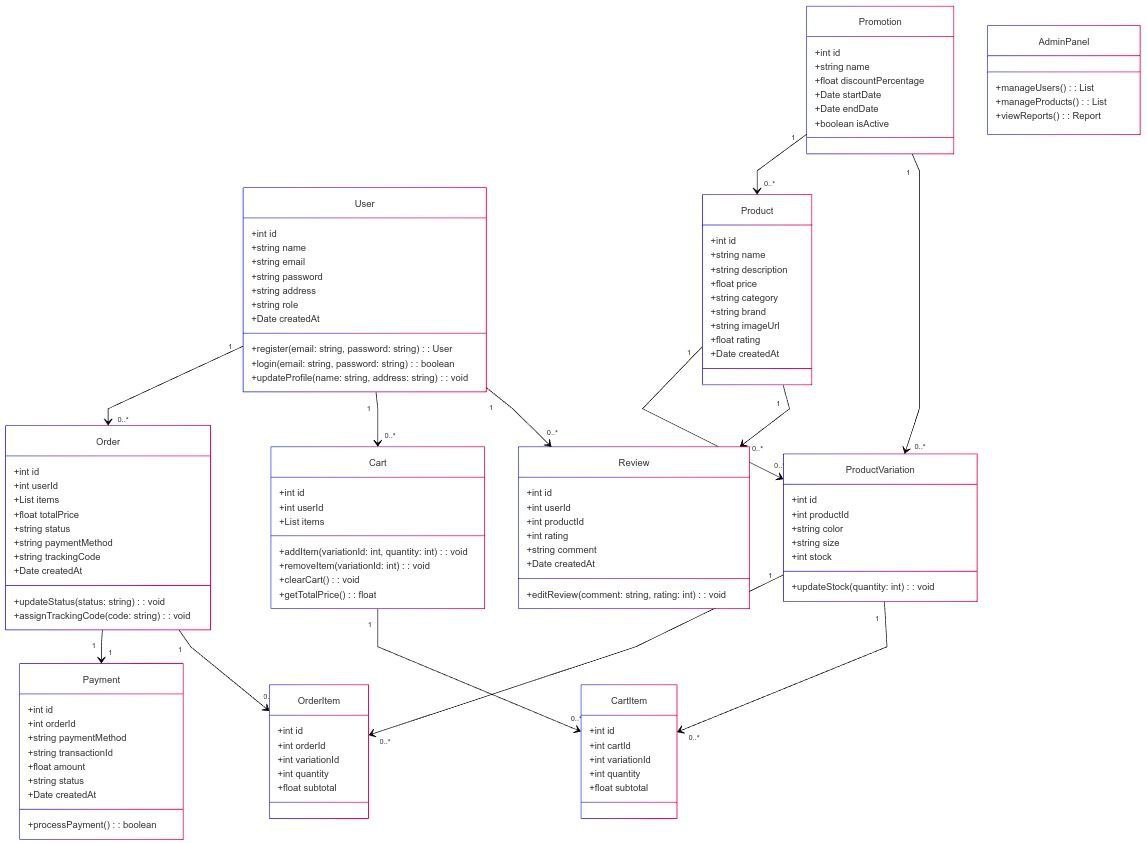 Promotion
+int id
+string name
+float discountPercentage
+Date startDate
+Date endDate
+boolean isActive
AdminPanel
+manageUsers() : : List
+manageProducts() : : List
+viewReports() : : Report
1
0..*
1
0..*
Product
+int id
+string name
+string description
+float price
+string category
+string brand
+string imageUrl
+float rating
+Date createdAt
User
+int id
+string name
+string email
+string password
+string address
+string role
+Date createdAt
+register(email: string, password: string) : : User
+login(email: string, password: string) : : boolean
+updateProfile(name: string, address: string) : : void
1
0..*
1
0..*
1
0..*
1
0..
1
0..*
Order
+int id
+int userId
+List items
+float totalPrice
+string status
+string paymentMethod
+string trackingCode
+Date createdAt
+updateStatus(status: string) : : void
+assignTrackingCode(code: string) : : void
Cart
+int id
+int userId
+List items
+addItem(variationId: int, quantity: int) : : void
+removeItem(variationId: int) : : void
+clearCart() : : void
+getTotalPrice() : : float
Review
+int id
+int userId
+int productId
+int rating
+string comment
+Date createdAt
+editReview(comment: string, rating: int) : : void
ProductVariation
+int id
+int productId
+string color
+string size
+int stock
+updateStock(quantity: int) : : void
1
1
1
0..
1
0..
1
0..*
1
0..*
Payment
+int id
+int orderId
+string paymentMethod
+string transactionId
+float amount
+string status
+Date createdAt
+processPayment() : : boolean
OrderItem
+int id
+int orderId
+int variationId
+int quantity
+float subtotal
CartItem
+int id
+int cartId
+int variationId
+int quantity
+float subtotal